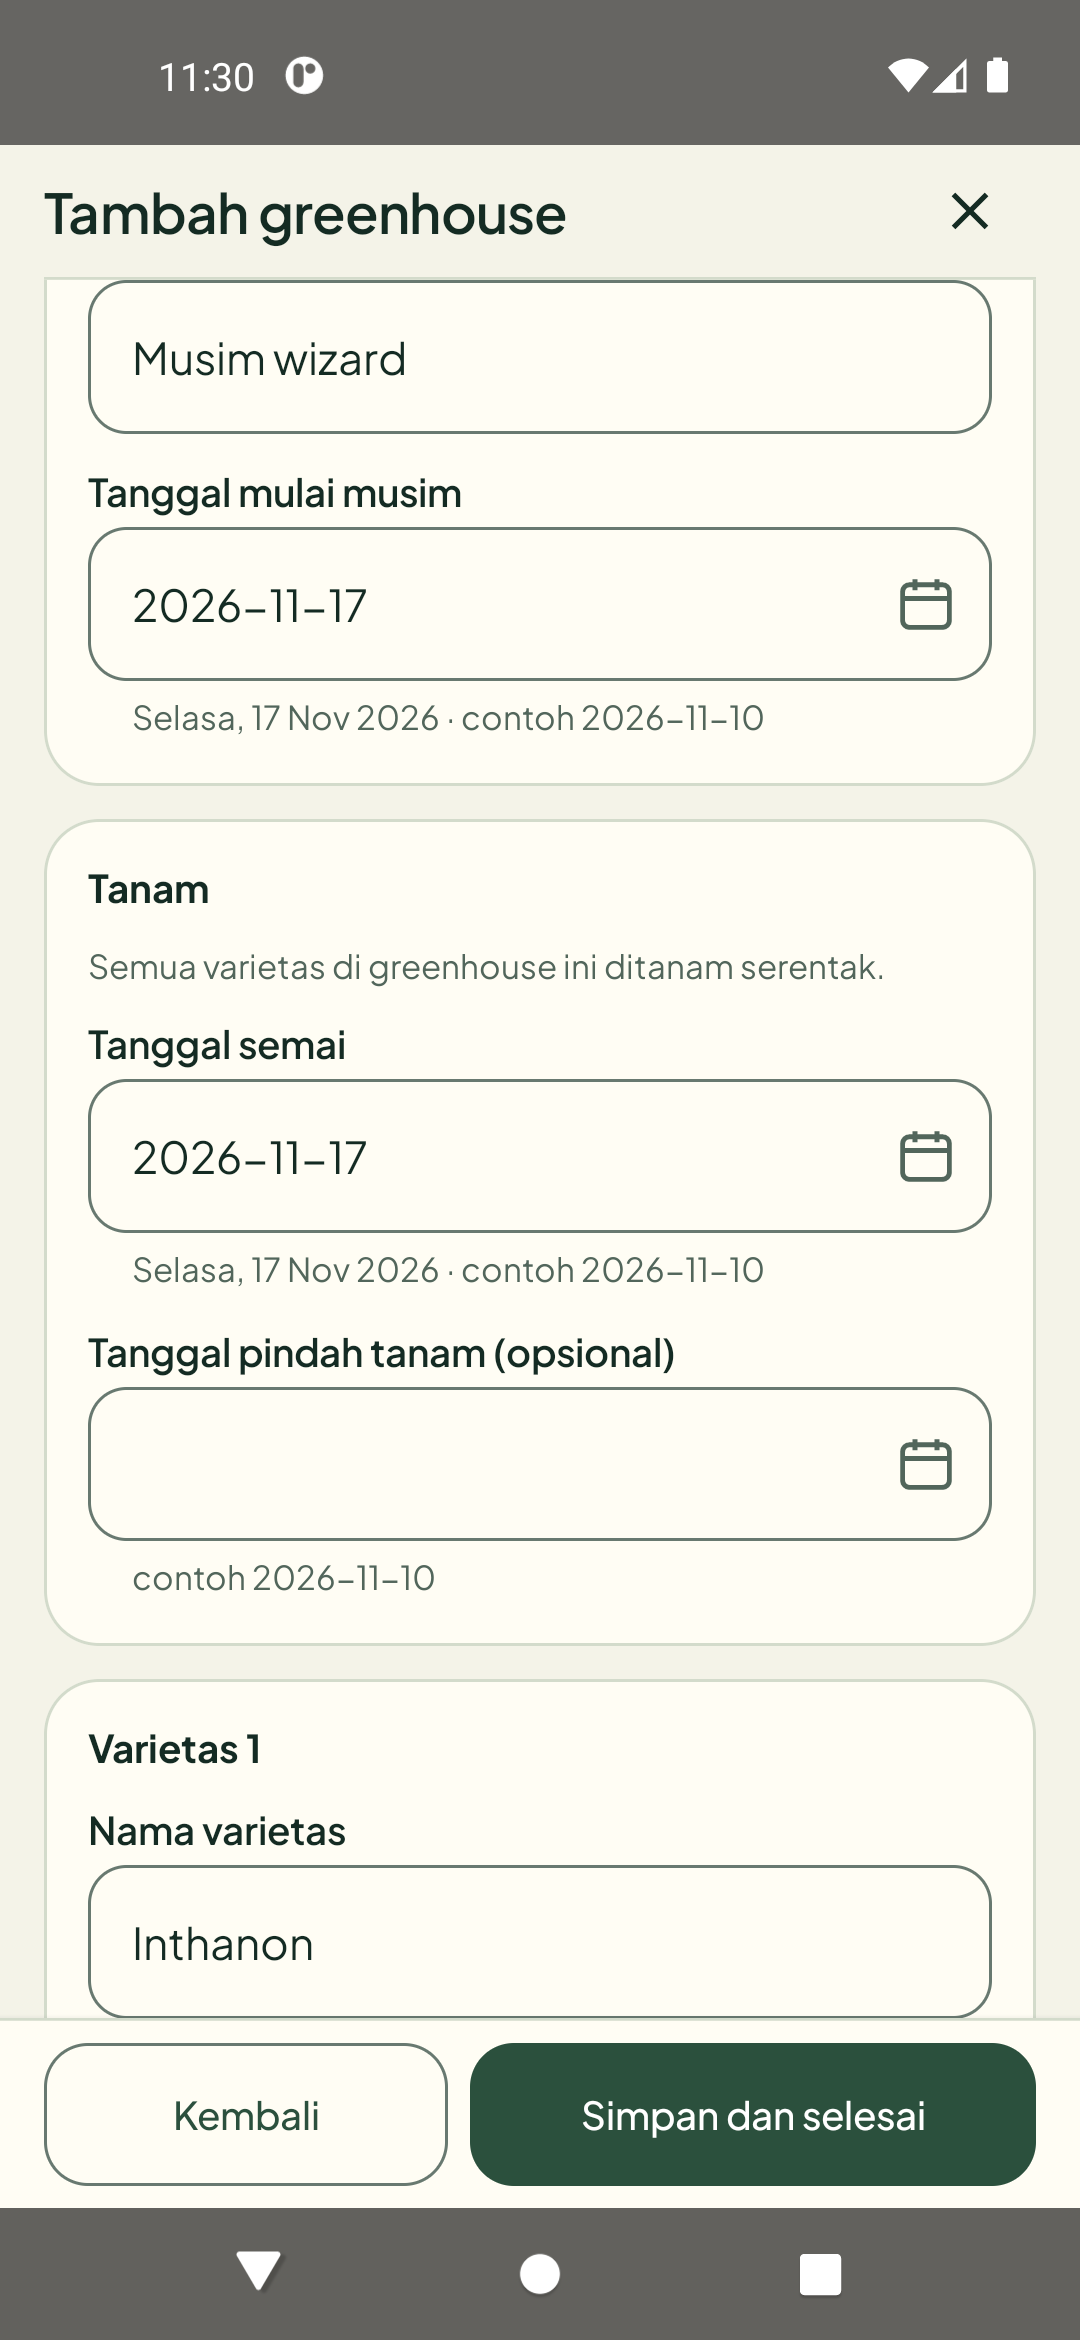 11:30
Tambah greenhouse
Musim wizard
Tanggal mulai musim
2026-11-17
Selasa, 17 Nov 2026 · contoh 2026-11-10
Tanam
Semua varietas di greenhouse ini ditanam serentak.
Tanggal semai
2026-11-17
Selasa, 17 Nov 2026 · contoh 2026-11-10
Tanggal pindah tanam (opsional)
contoh 2026-11-10
Varietas 1
Nama varietas
Inthanon
Kembali
Simpan dan selesai